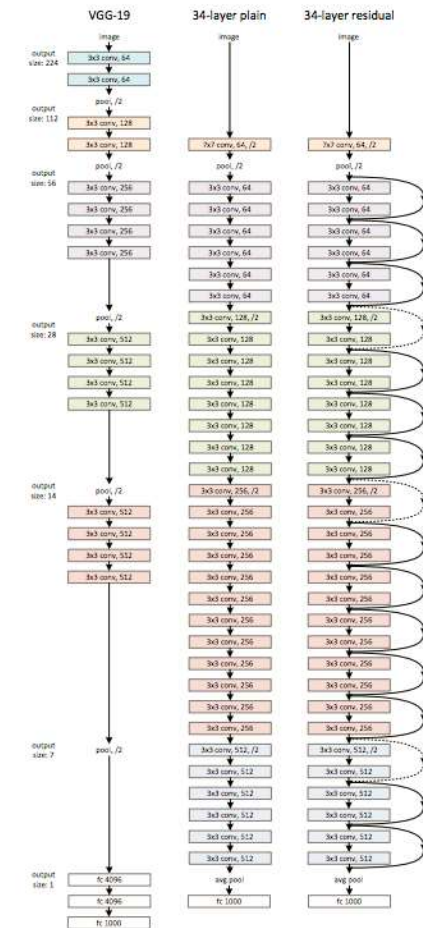 VGG-19
image
output
size: 224
3x3 conv, 64
3x3 conv, 64
pool, /2
output
size: 112
3x3 conv, 128
3x3 conv, 128
pool, /2
output
size: 56
3x3 conv, 256
3x3 conv, 256
3x3 conv, 256
3x3 conv, 256
pool, /2
output
size: 28
3x3 conv, 512
3x3 conv, 512
3x3 conv, 512
3x3 conv, 512
pool, /2
output
size: 14
3x3 conv, 512
3x3 conv, 512
3x3 conv, 512
3x3 conv, 512
pool, /2
output
size: 7
output
size: 1
fc 4096
fc 4096
fc 1000
34-layer plain
image
7x7 conv, 64, /2
pool, /2
3x3 conv, 64
3x3 conv, 64
3x3 conv, 64
3x3 conv, 64
3x3 conv, 64
3x3 conv, 64
3x3 conv, 128, /2
3x3 conv, 128
3x3 conv, 128
3x3 conv, 128
3x3 conv, 128
3x3 conv, 128
3x3 conv, 128
3x3 conv, 128
3x3 conv, 256, /2
3x3 conv, 256
3x3 conv, 256
3x3 conv, 256
3x3 conv, 256
3x3 conv, 256
3x3 conv, 256
3x3 conv, 256
3x3 conv, 256
3x3 conv, 256
3x3 conv, 256
3x3 conv, 256
3x3 conv, 512, /2
3x3 conv, 512
3x3 conv, 512
3x3 conv, 512
3x3 conv, 512
3x3 conv, 512
avg pool
fc 1000
34-layer residual
image
7x7 conv, 64, /2
pool, /2
3x3 conv, 64
3x3 conv, 64
3x3 conv, 64
3x3 conv, 64
3x3 conv, 64
3x3 conv, 64
3x3 conv, 128, /2
3x3 conv, 128
3x3 conv, 128
3x3 conv, 128
3x3 conv, 128
3x3 conv, 128
3x3 conv, 128
3x3 conv, 128
3x3 conv, 256, /2
3x3 conv, 256
3x3 conv, 256
3x3 conv, 256
3x3 conv, 256
3x3 conv, 256
3x3 conv, 256
3x3 conv, 256
3x3 conv, 256
3x3 conv, 256
3x3 conv, 256
3x3 conv, 256
3x3 conv, 512, /2
3x3 conv, 512
3x3 conv, 512
3x3 conv, 512
3x3 conv, 512
3x3 conv, 512
avg pool
fc 1000